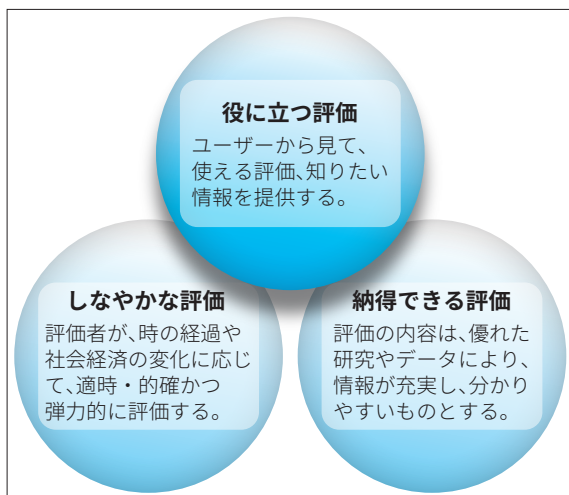 役に立つ評価
ユーザーから見て、
使える評価、知りたい
情報を提供する。
しなやかな評価
評価者が、時の経過や
社会経済の変化に応じ
て、適時・的確かつ
弾力的に評価する。
納得できる評価
評価の内容は、優れた
研究やデータにより、
情報が充実し、分かり
やすいものとする。